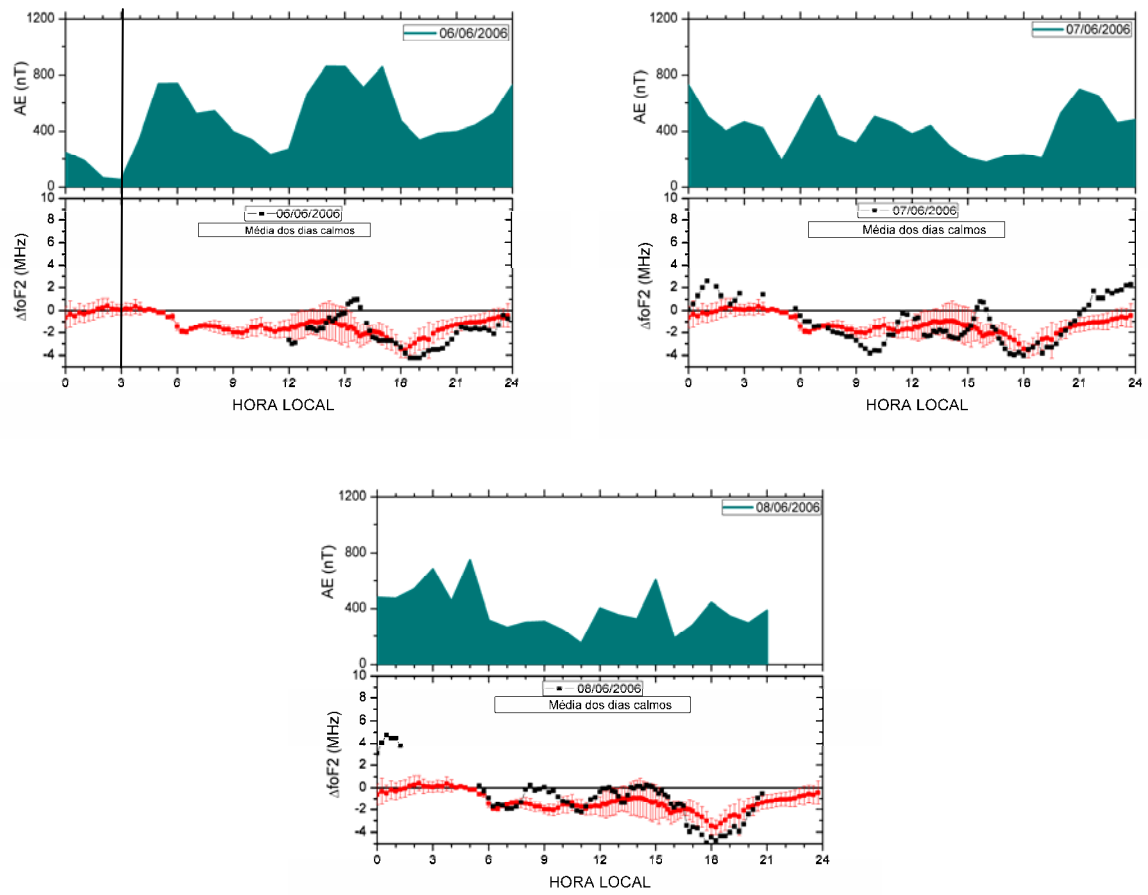 1200
800
400
0
AE (nT)
06/06/2006
10
8
6
4
2
0
-2
-4
ΔfoF2 (MHz)
06/06/2006
Média dos dias calmos
0 3 6 9 12 15 18 21 24
HORA LOCAL
1200
800
400
0
AE (nT)
07/06/2006
10
8
6
4
2
0
-2
-4
ΔfoF2 (MHz)
07/06/2006
Média dos dias calmos
0 3 6 9 12 15 18 21 24
HORA LOCAL
1200
800
400
0
AE (nT)
08/06/2006
10
8
6
4
2
0
-2
-4
ΔfoF2 (MHz)
08/06/2006
Média dos dias calmos
0 3 6 9 12 15 18 21 24
HORA LOCAL